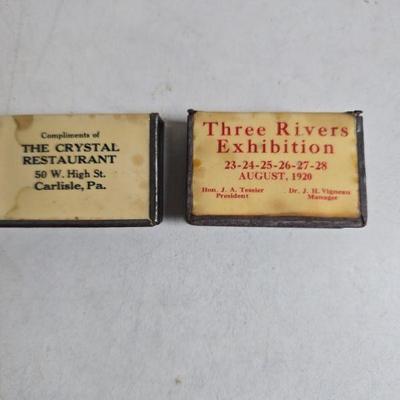 Compliments of
THE CRYSTAL
RESTAURANT
50 W. High St.
Carlisle, Pa.
Three Rivers
Exhibition
23-24-25-26-27-28
AUGUST, 1920
Hon. J. A. Tessier
President
Dr. J. H. Vigneau
Manager